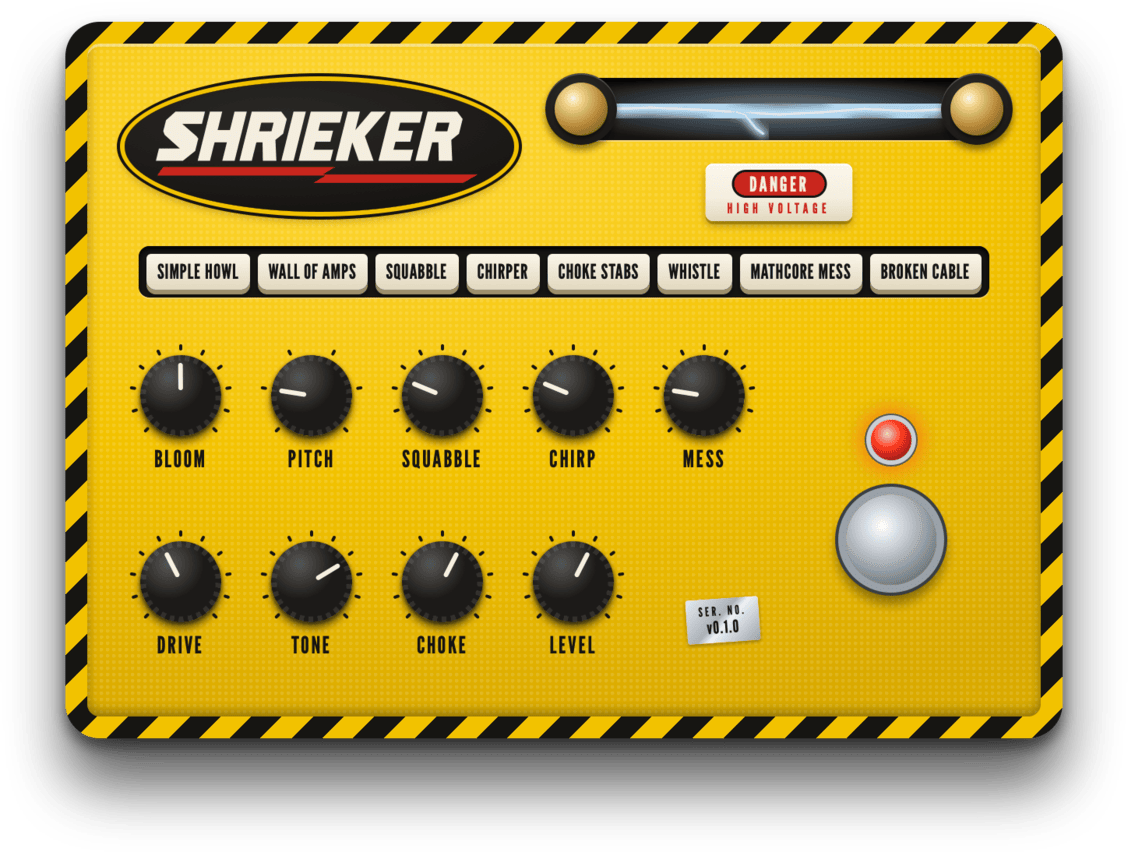 SHRIEKER
DANGER
HIGH VOLTAGE
SIMPLE HOWL WALL OF AMPS SQUABBLE CHIRPER CHOKE STABS WHISTLE MATHCORE MESS BROKEN CABLE
BLOOM PITCH SQUABBLE CHIRP MESS
DRIVE TONE CHOKE LEVEL
SER. NO.
v0.1.0